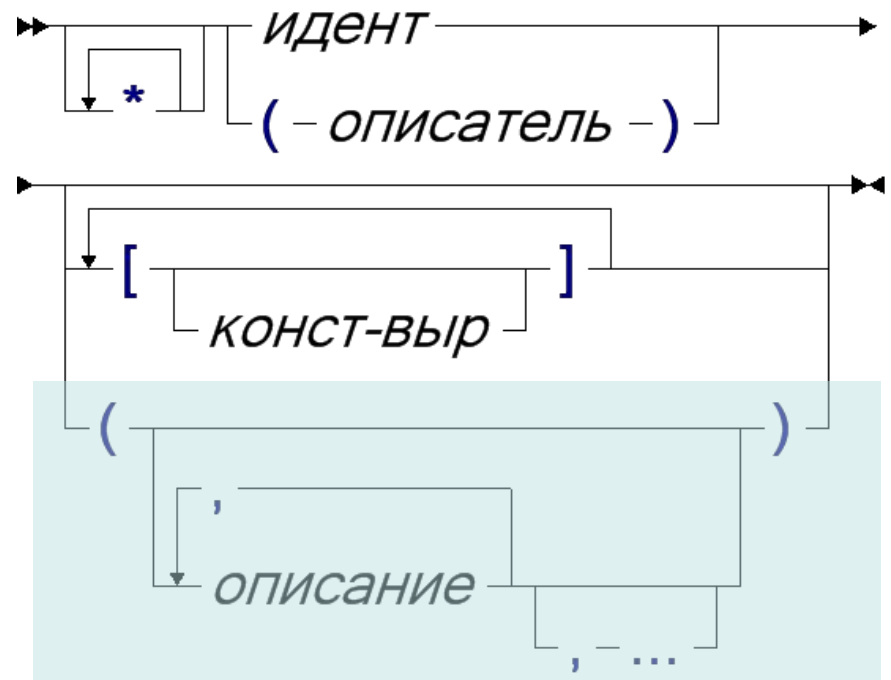 идент
*
( описатель )
[ ]
конст-выр
( )
,
описание
, ...